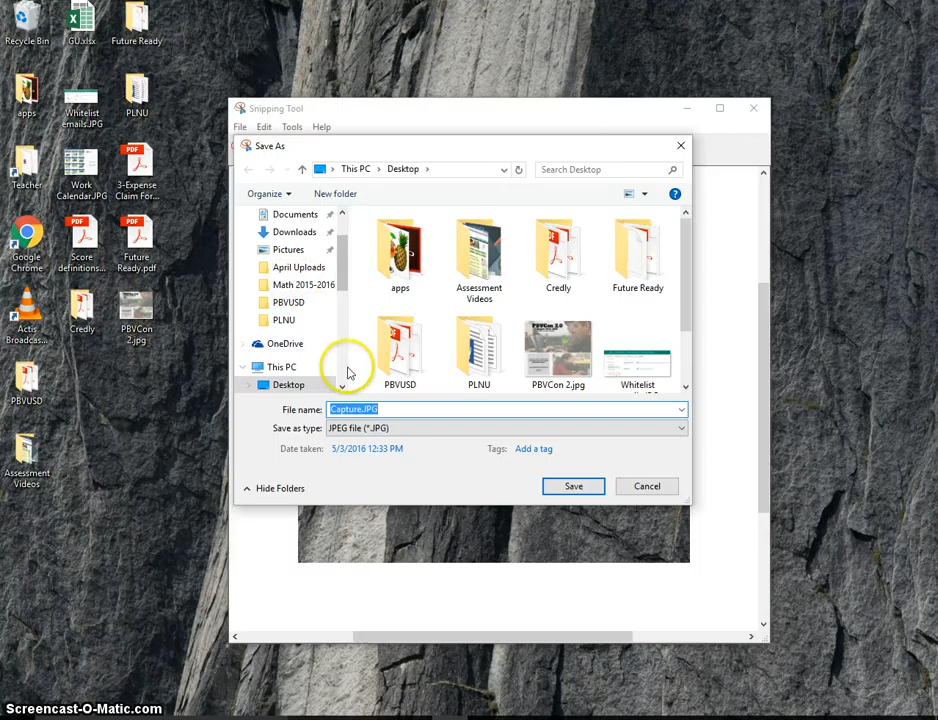 Recycle Bin
GU.xlsx
Future Ready
apps
Whitelist
emails.JPG
PLNU
Teacher
Work
Calendar.JPG
3-Expense
Claim For...
Google
Chrome
Score
definitions...
Future
Ready.pdf
Actis
Broadcas...
Credly
PBVCon
2.jpg
PBVUSD
Assessment
Videos
Snipping Tool
File Edit Tools Help
Save As
This PC > Desktop >
Search Desktop
Organize
New folder
Documents
Downloads
Pictures
April Uploads
Math 2015-2016
PBVUSD
PLNU
OneDrive
This PC
Desktop
apps
Assessment
Videos
Credly
Future Ready
PBVUSD
PLNU
PBVCon 2.jpg
Whitelist
File name: Capture.JPG
Save as type: JPEG file (*.JPG)
Date taken: 5/3/2016 12:33 PM
Tags: Add a tag
Hide Folders
Save
Cancel
Screencast-O-Matic.com